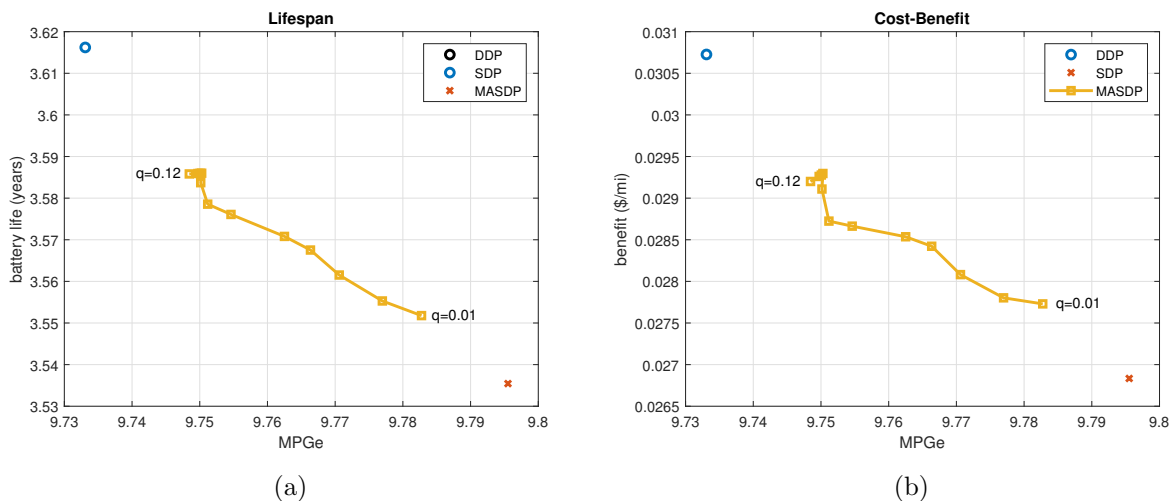 Lifespan
3.62
3.61
3.6
3.59
3.58
3.57
3.56
3.55
3.54
3.53
battery life (years)
9.73 9.74 9.75 9.76 9.77 9.78 9.79 9.8
MPGe
DDP
SDP
MASDP
q=0.12
q=0.01
(a)
Cost-Benefit
0.031
0.0305
0.03
0.0295
0.029
0.0285
0.028
0.0275
0.027
0.0265
benefit ($/mi)
9.73 9.74 9.75 9.76 9.77 9.78 9.79 9.8
MPGe
DDP
SDP
MASDP
q=0.12
q=0.01
(b)